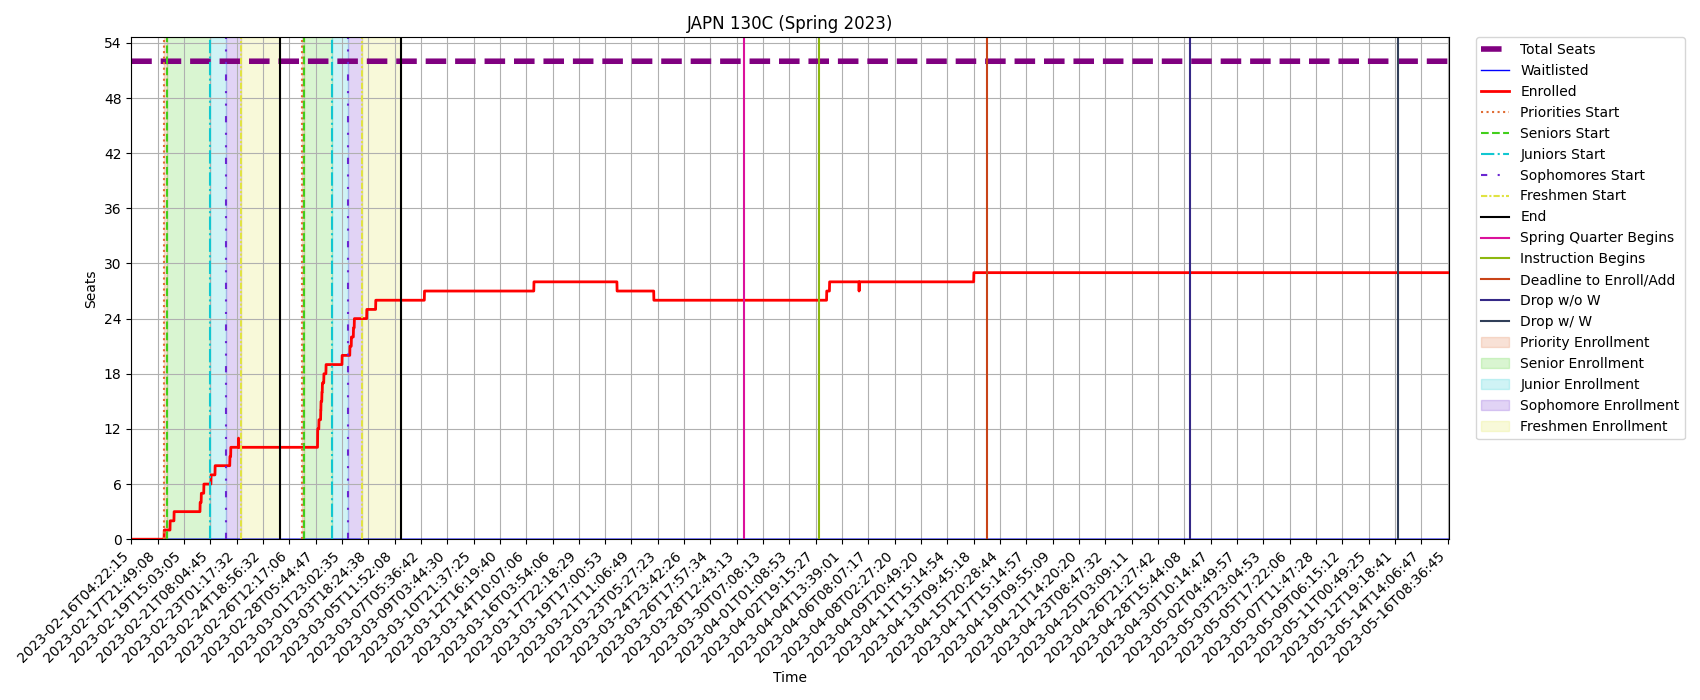 JAPN 130C (Spring 2023)
Seats
54
48
42
36
30
24
18
12
6
0
2023-02-16T04:22:15
2023-02-17T21:49:08
2023-02-19T15:03:05
2023-02-21T08:04:45
2023-02-23T01:17:32
2023-02-24T18:56:32
2023-02-26T12:17:06
2023-02-28T05:44:47
2023-03-01T23:02:35
2023-03-03T18:24:38
2023-03-05T11:52:08
2023-03-07T05:36:42
2023-03-09T03:44:30
2023-03-10T21:37:25
2023-03-12T16:19:40
2023-03-14T10:07:06
2023-03-16T03:54:06
2023-03-17T22:18:29
2023-03-19T17:00:53
2023-03-21T11:06:49
2023-03-23T05:27:23
2023-03-24T23:42:26
2023-03-26T17:57:34
2023-03-28T12:43:13
2023-03-30T07:08:13
2023-04-01T01:08:53
2023-04-02T19:15:27
2023-04-04T13:39:01
2023-04-06T08:07:17
2023-04-08T02:27:20
2023-04-09T20:49:20
2023-04-11T15:14:54
2023-04-13T09:45:18
2023-04-15T20:28:44
2023-04-17T15:14:57
2023-04-19T09:55:09
2023-04-21T14:20:20
2023-04-23T08:47:32
2023-04-25T03:09:11
2023-04-26T21:27:42
2023-04-28T15:44:08
2023-04-30T10:14:47
2023-05-02T04:49:57
2023-05-03T23:04:53
2023-05-05T17:22:06
2023-05-07T11:47:28
2023-05-09T06:15:12
2023-05-11T00:49:25
2023-05-12T19:18:41
2023-05-14T14:06:47
2023-05-16T08:36:45
Time
Total Seats
Waitlisted
Enrolled
Priorities Start
Seniors Start
Juniors Start
Sophomores Start
Freshmen Start
End
Spring Quarter Begins
Instruction Begins
Deadline to Enroll/Add
Drop w/o W
Drop w/ W
Priority Enrollment
Senior Enrollment
Junior Enrollment
Sophomore Enrollment
Freshmen Enrollment